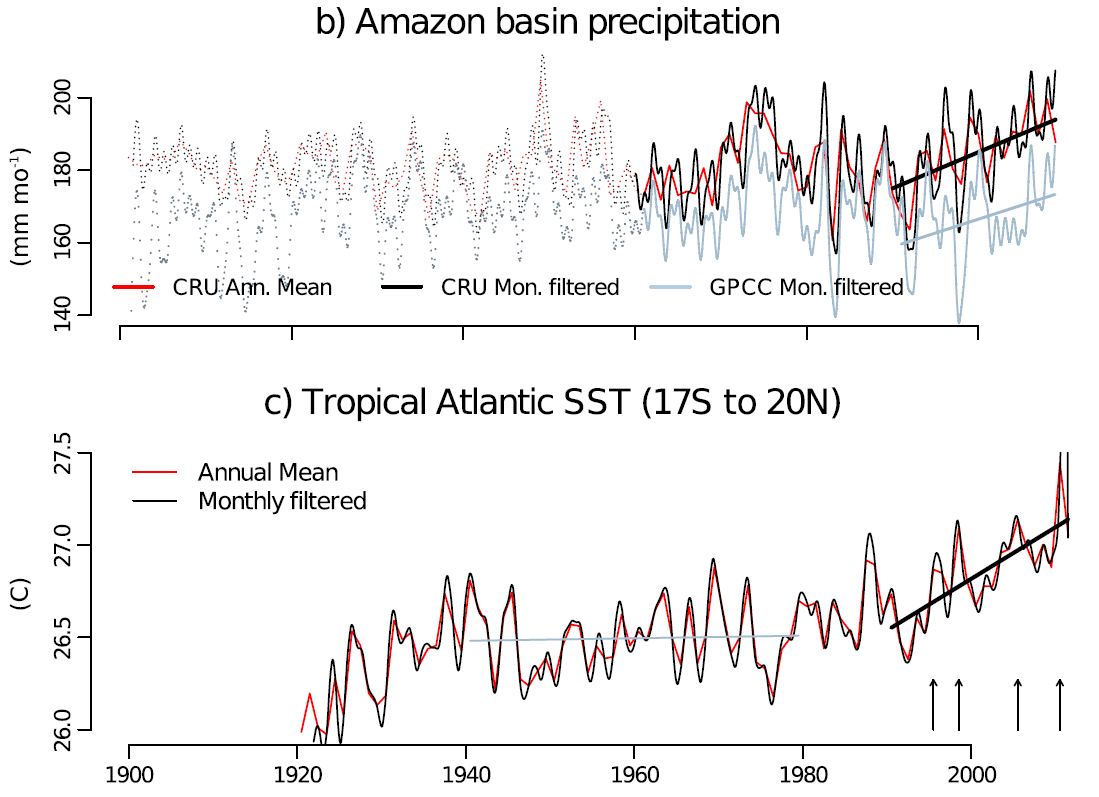 b) Amazon basin precipitation
200
180
160
140
(mm mo⁻¹)
CRU Ann. Mean
CRU Mon. filtered
GPCC Mon. filtered
c) Tropical Atlantic SST (17S to 20N)
27.5
27.0
26.5
26.0
(C)
Annual Mean
Monthly filtered
1900 1920 1940 1960 1980 2000